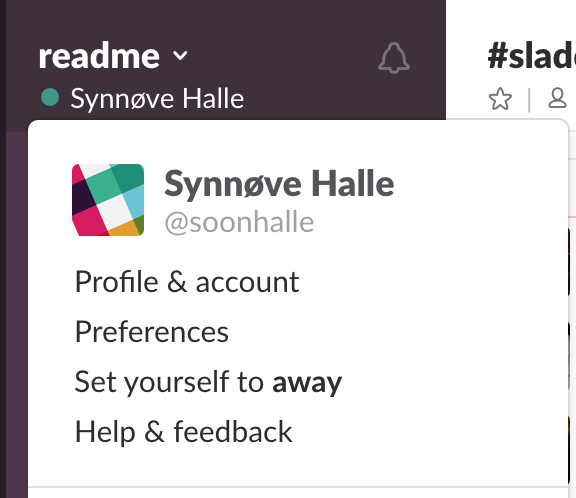 readme
#slad
Synnøve Halle
Synnøve Halle
@soonhalle
Profile & account
Preferences
Set yourself to away
Help & feedback